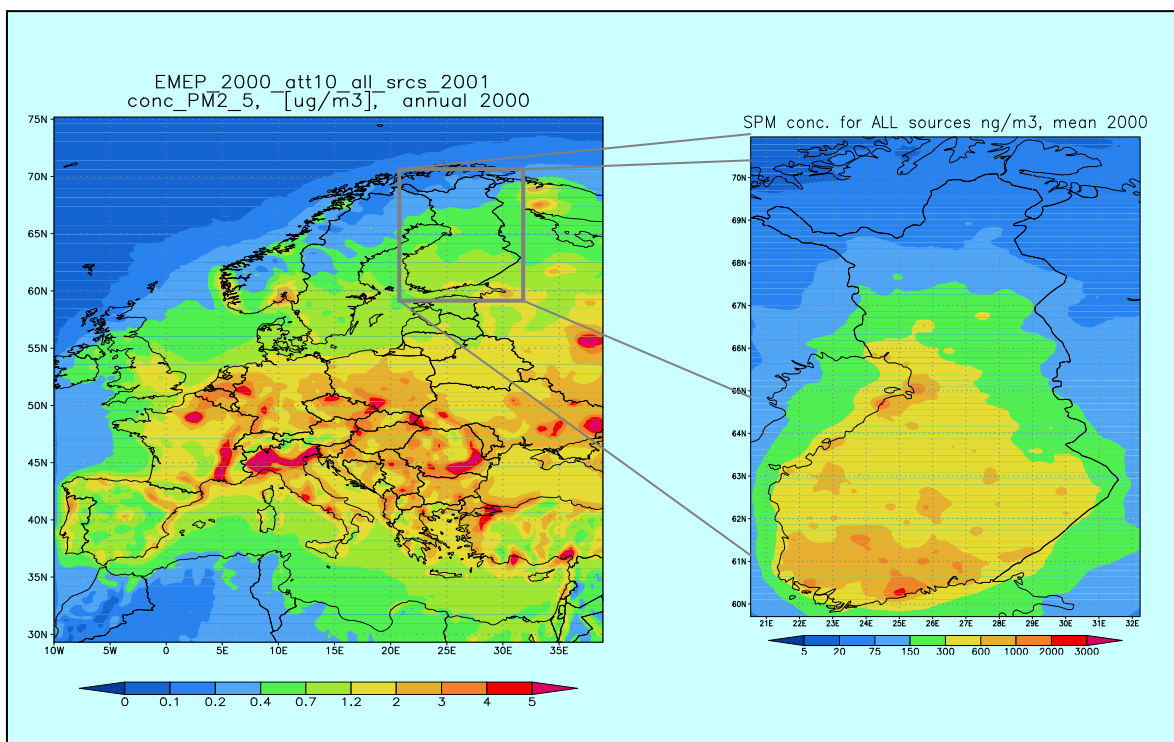 EMEP_2000_att10_all_srcs_2001
conc_PM2_5, [ug/m3], annual 2000
75N
70N
65N
60N
55N
50N
45N
40N
35N
30N
10W 5W 0 5E 10E 15E 20E 25E 30E 35E
0 0.1 0.2 0.4 0.7 1.2 2 3 4 5
SPM conc. for ALL sources ng/m3, mean 2000
70N
69N
68N
67N
66N
65N
64N
63N
62N
61N
60N
21E 22E 23E 24E 25E 26E 27E 28E 29E 30E 31E 32E
5 20 75 150 300 600 1000 2000 3000